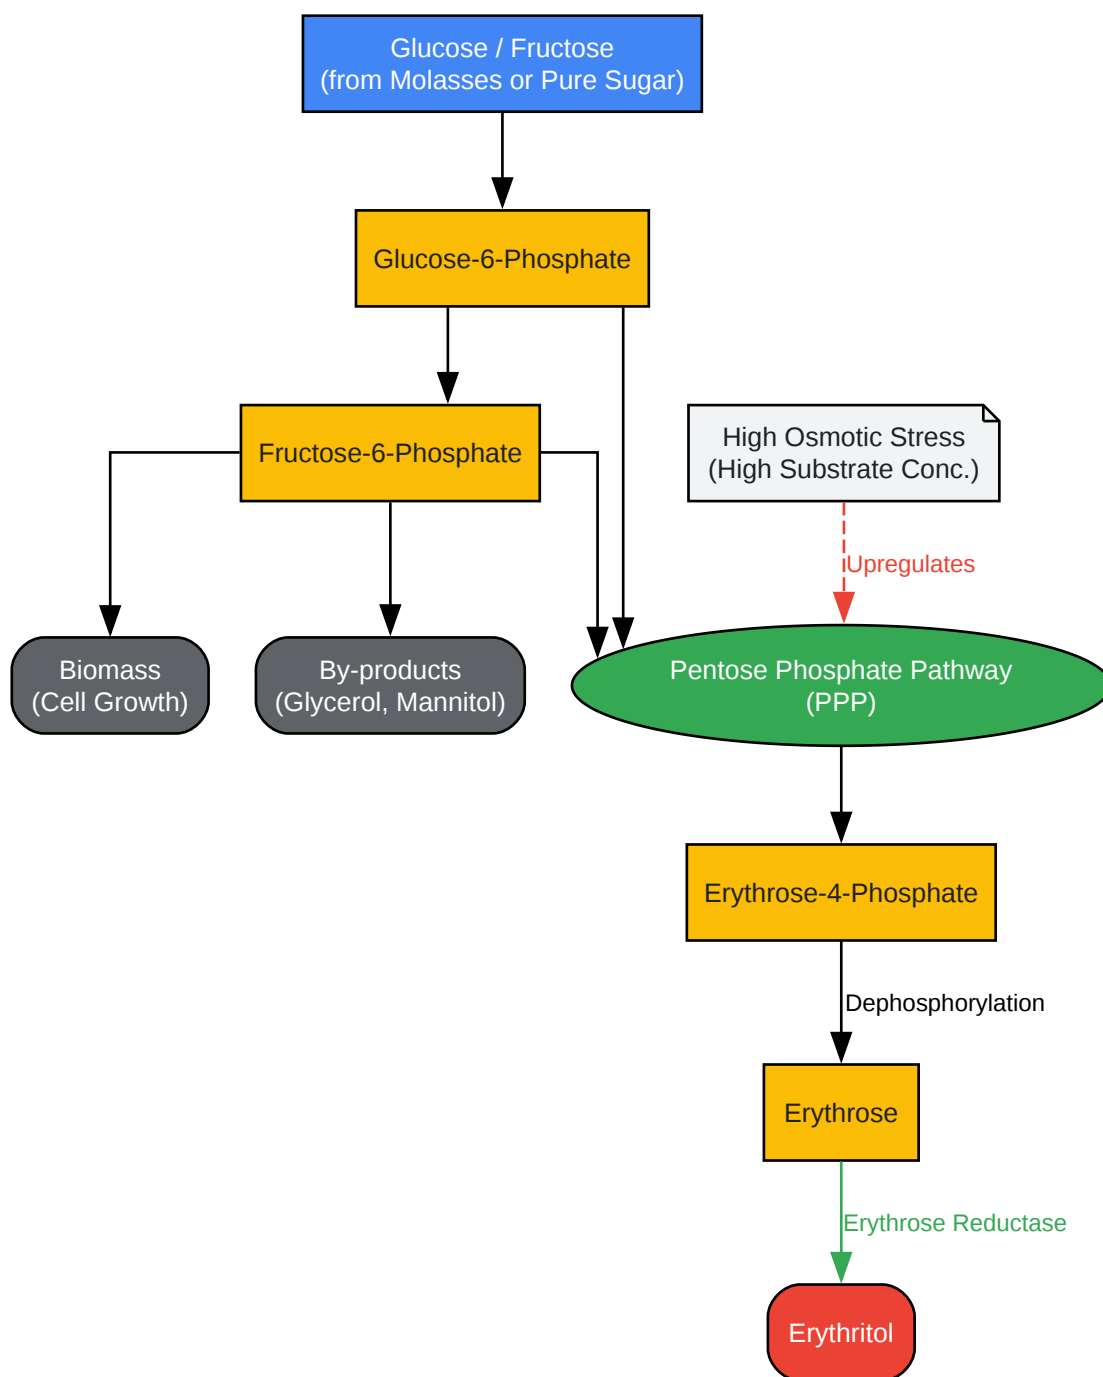 Glucose / Fructose
(from Molasses or Pure Sugar)
Glucose-6-Phosphate
Fructose-6-Phosphate
High Osmotic Stress
(High Substrate Conc.)
Upregulates
Biomass
(Cell Growth)
By-products
(Glycerol, Mannitol)
Pentose Phosphate Pathway
(PPP)
Erythrose-4-Phosphate
Dephosphorylation
Erythrose
Erythrose Reductase
Erythritol